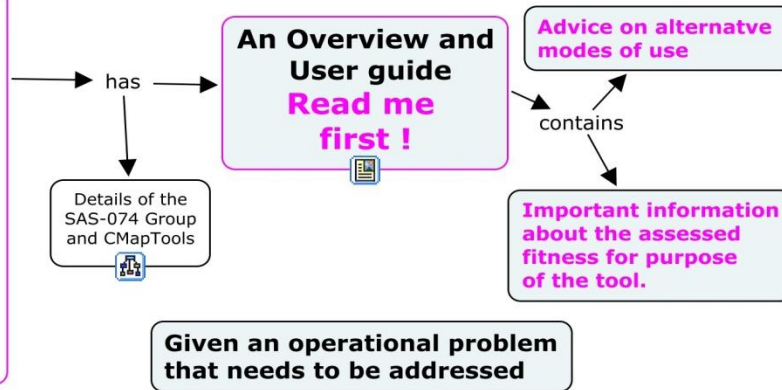 has
An Overview and
User guide
Read me
first !
Advice on alternatve
modes of use
contains
Details of the
SAS-074 Group
and CMapTools
Important information
about the assessed
fitness for purpose
of the tool.
Given an operational problem
that needs to be addressed